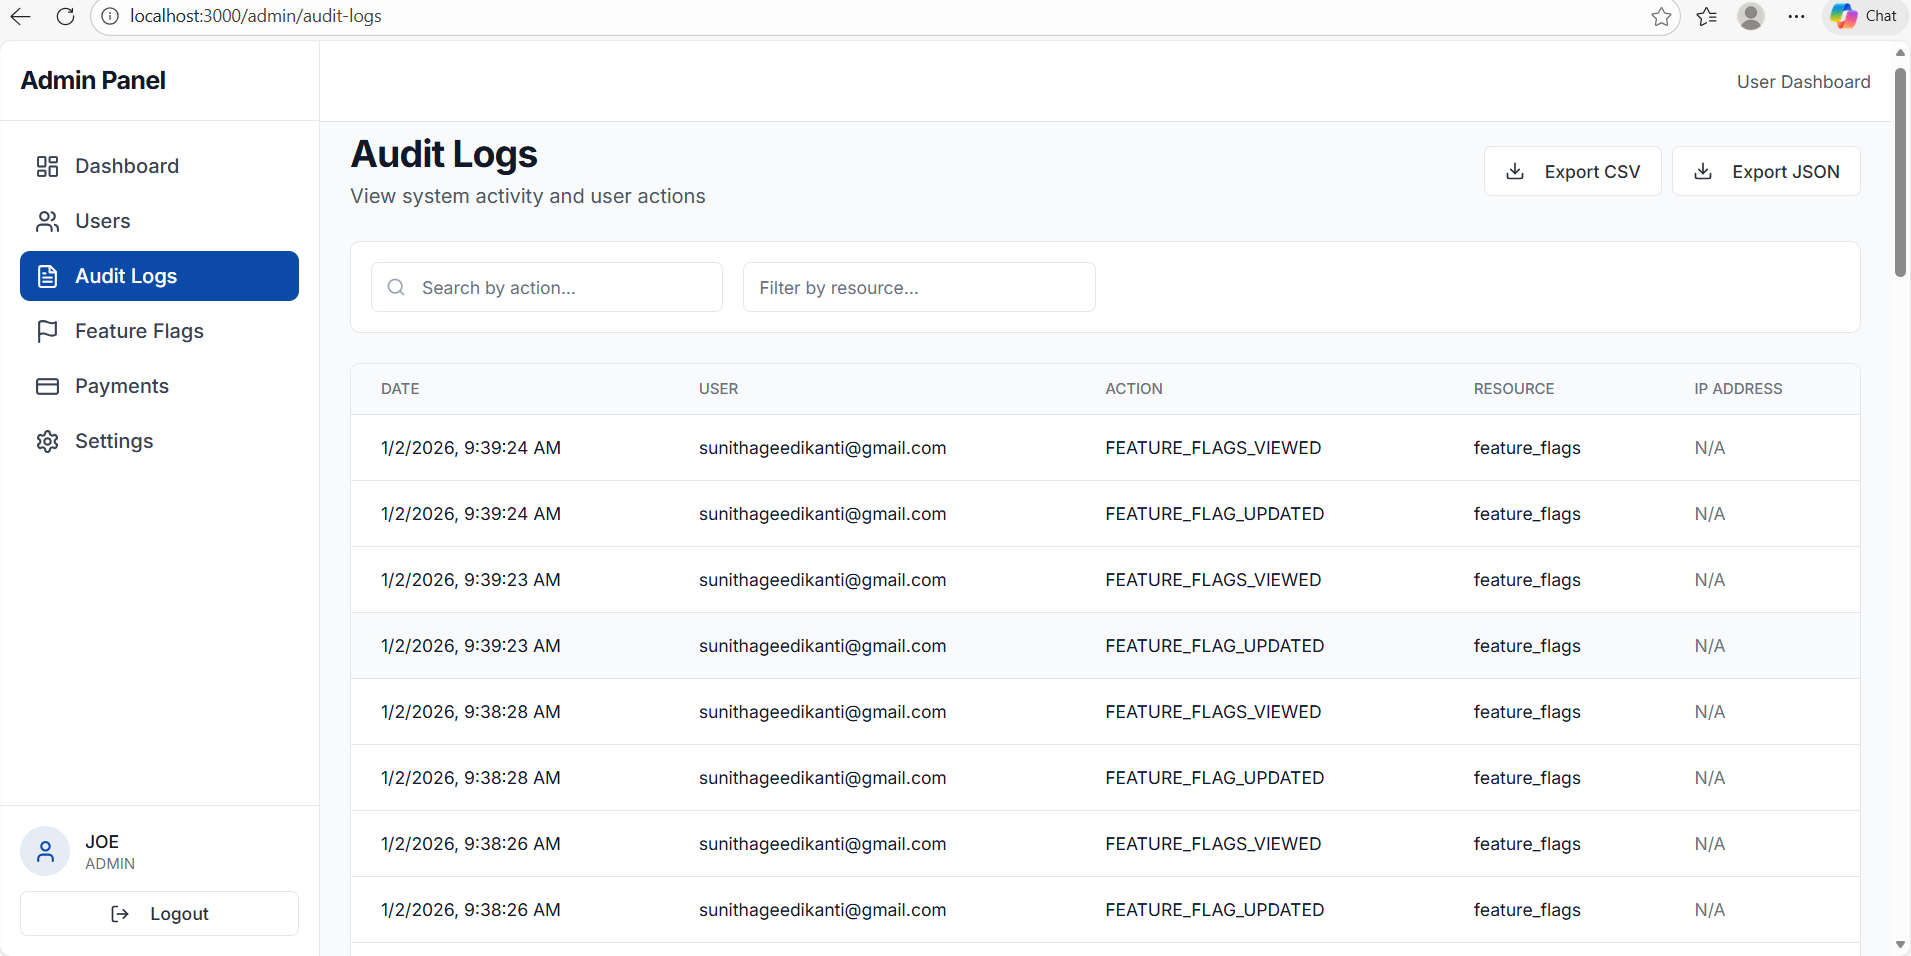 localhost:3000/admin/audit-logs
Chat
Admin Panel
User Dashboard
Dashboard
Users
Audit Logs
Feature Flags
Payments
Settings
JOE
ADMIN
Logout
Audit Logs
View system activity and user actions
Export CSV
Export JSON
Search by action...
Filter by resource...
DATE USER ACTION RESOURCE IP ADDRESS
1/2/2026, 9:39:24 AM sunithageedikanti@gmail.com FEATURE_FLAGS_VIEWED feature_flags N/A
1/2/2026, 9:39:24 AM sunithageedikanti@gmail.com FEATURE_FLAG_UPDATED feature_flags N/A
1/2/2026, 9:39:23 AM sunithageedikanti@gmail.com FEATURE_FLAGS_VIEWED feature_flags N/A
1/2/2026, 9:39:23 AM sunithageedikanti@gmail.com FEATURE_FLAG_UPDATED feature_flags N/A
1/2/2026, 9:38:28 AM sunithageedikanti@gmail.com FEATURE_FLAGS_VIEWED feature_flags N/A
1/2/2026, 9:38:28 AM sunithageedikanti@gmail.com FEATURE_FLAG_UPDATED feature_flags N/A
1/2/2026, 9:38:26 AM sunithageedikanti@gmail.com FEATURE_FLAGS_VIEWED feature_flags N/A
1/2/2026, 9:38:26 AM sunithageedikanti@gmail.com FEATURE_FLAG_UPDATED feature_flags N/A